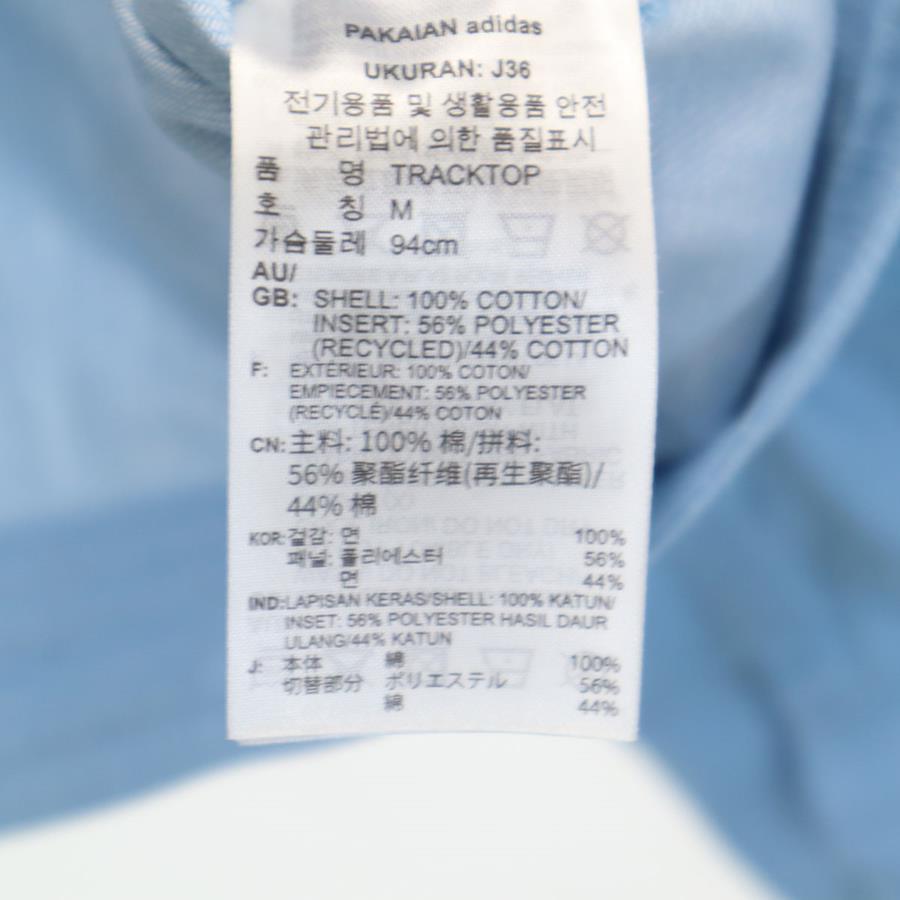 PAKAIAN adidas
UKURAN: J36
전기용품 및 생활용품 안전
관리법에 의한 품질표시
품 명 TRACKTOP
호 칭 M
가슴둘레 94cm
AU/
GB: SHELL: 100% COTTON/
INSERT: 56% POLYESTER
(RECYCLED)/44% COTTON
F: EXTÉRIEUR: 100% COTON/
EMPIECEMENT: 56% POLYESTER
(RECYCLÉ)/44% COTON
CN: 主料: 100% 棉/拼料:
56% 聚酯纤维(再生聚酯)/
44% 棉
KOR: 겉감: 면 100%
패널: 폴리에스터 56%
면 44%
IND: LAPISAN KERAS/SHELL: 100% KATUN/
INSET: 56% POLYESTER HASIL DAUR
ULANG/44% KATUN
J: 本体 綿 100%
切替部分 ポリエステル 56%
綿 44%